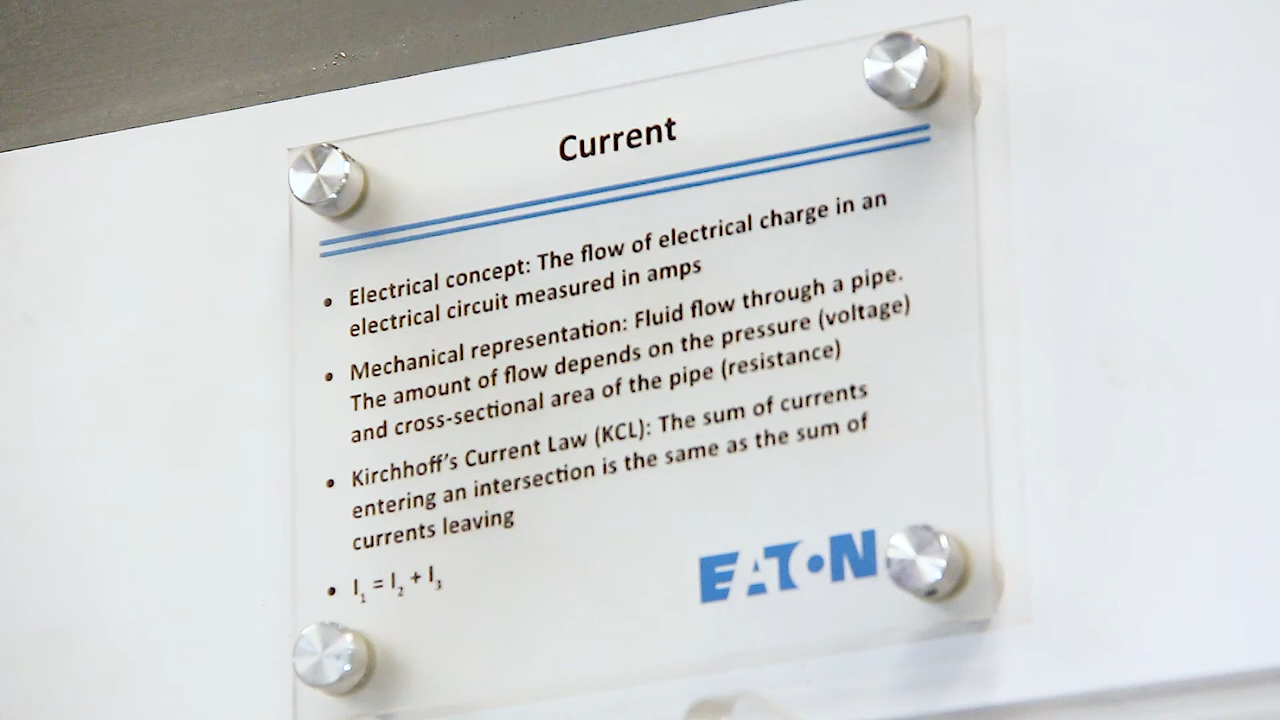 Current
• Electrical concept: The flow of electrical charge in an
electrical circuit measured in amps
• Mechanical representation: Fluid flow through a pipe.
The amount of flow depends on the pressure (voltage)
and cross-sectional area of the pipe (resistance)
• Kirchhoff's Current Law (KCL): The sum of currents
entering an intersection is the same as the sum of
currents leaving
• I₁ = I₂ + I₃
EATON